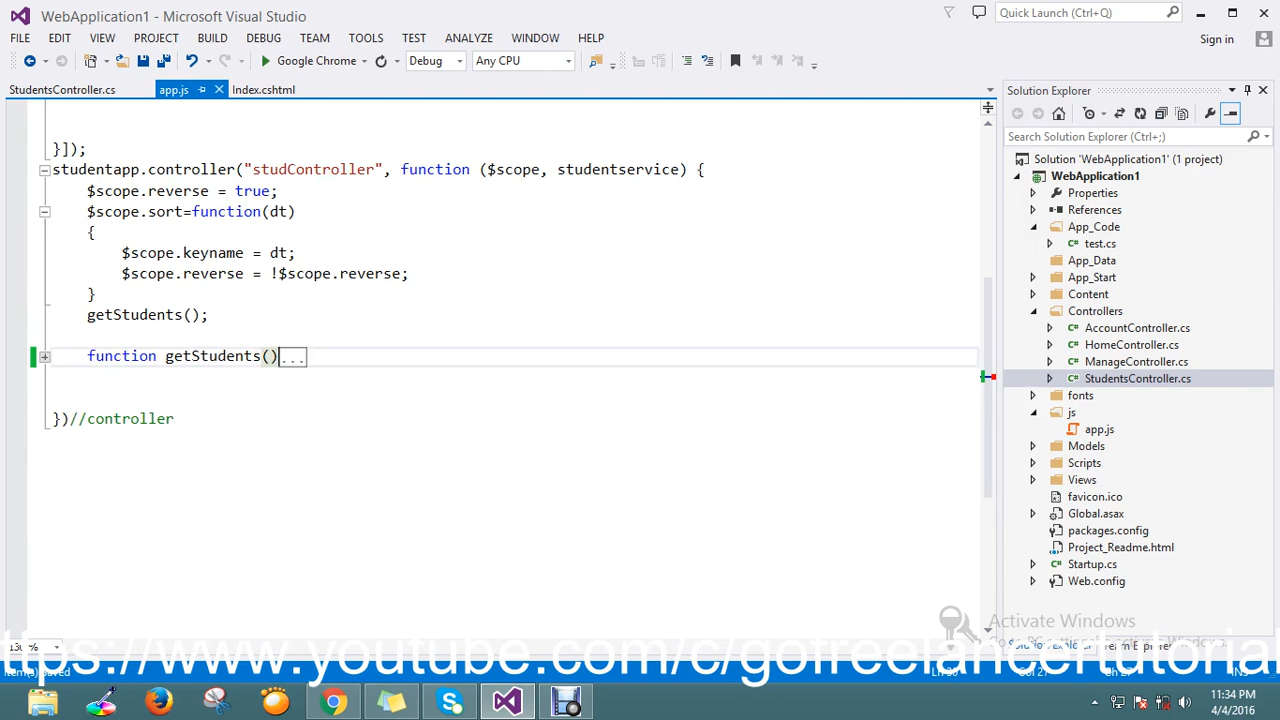 WebApplication1 - Microsoft Visual Studio
Quick Launch (Ctrl+Q)
FILE EDIT VIEW PROJECT BUILD DEBUG TEAM TOOLS TEST ANALYZE WINDOW HELP
Sign in
Google Chrome Debug Any CPU
StudentsController.cs app.js Index.cshtml
}]);
studentapp.controller("studController", function ($scope, studentservice) {
$scope.reverse = true;
$scope.sort=function(dt)
{
$scope.keyname = dt;
$scope.reverse = !$scope.reverse;
}
getStudents();
function getStudents()...
})//controller
Solution Explorer
Search Solution Explorer (Ctrl+;)
Solution 'WebApplication1' (1 project)
WebApplication1
Properties
References
App_Code
test.cs
App_Data
App_Start
Content
Controllers
AccountController.cs
HomeController.cs
ManageController.cs
StudentsController.cs
fonts
js
app.js
Models
Scripts
Views
favicon.ico
Global.asax
packages.config
Project_Readme.html
Startup.cs
Web.config
Activate Windows
ttps://www.youtube.com/c/gofreelancertutorial
11:34 PM
4/4/2016